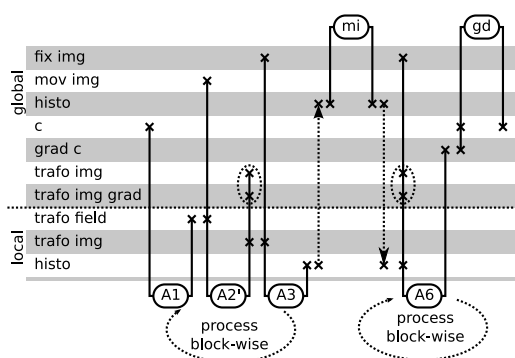 mi
gd
global
fix img
mov img
histo
c
grad c
trafo img
trafo img grad
local
trafo field
trafo img
histo
A1
A2'
A3
A6
process
block-wise
process
block-wise